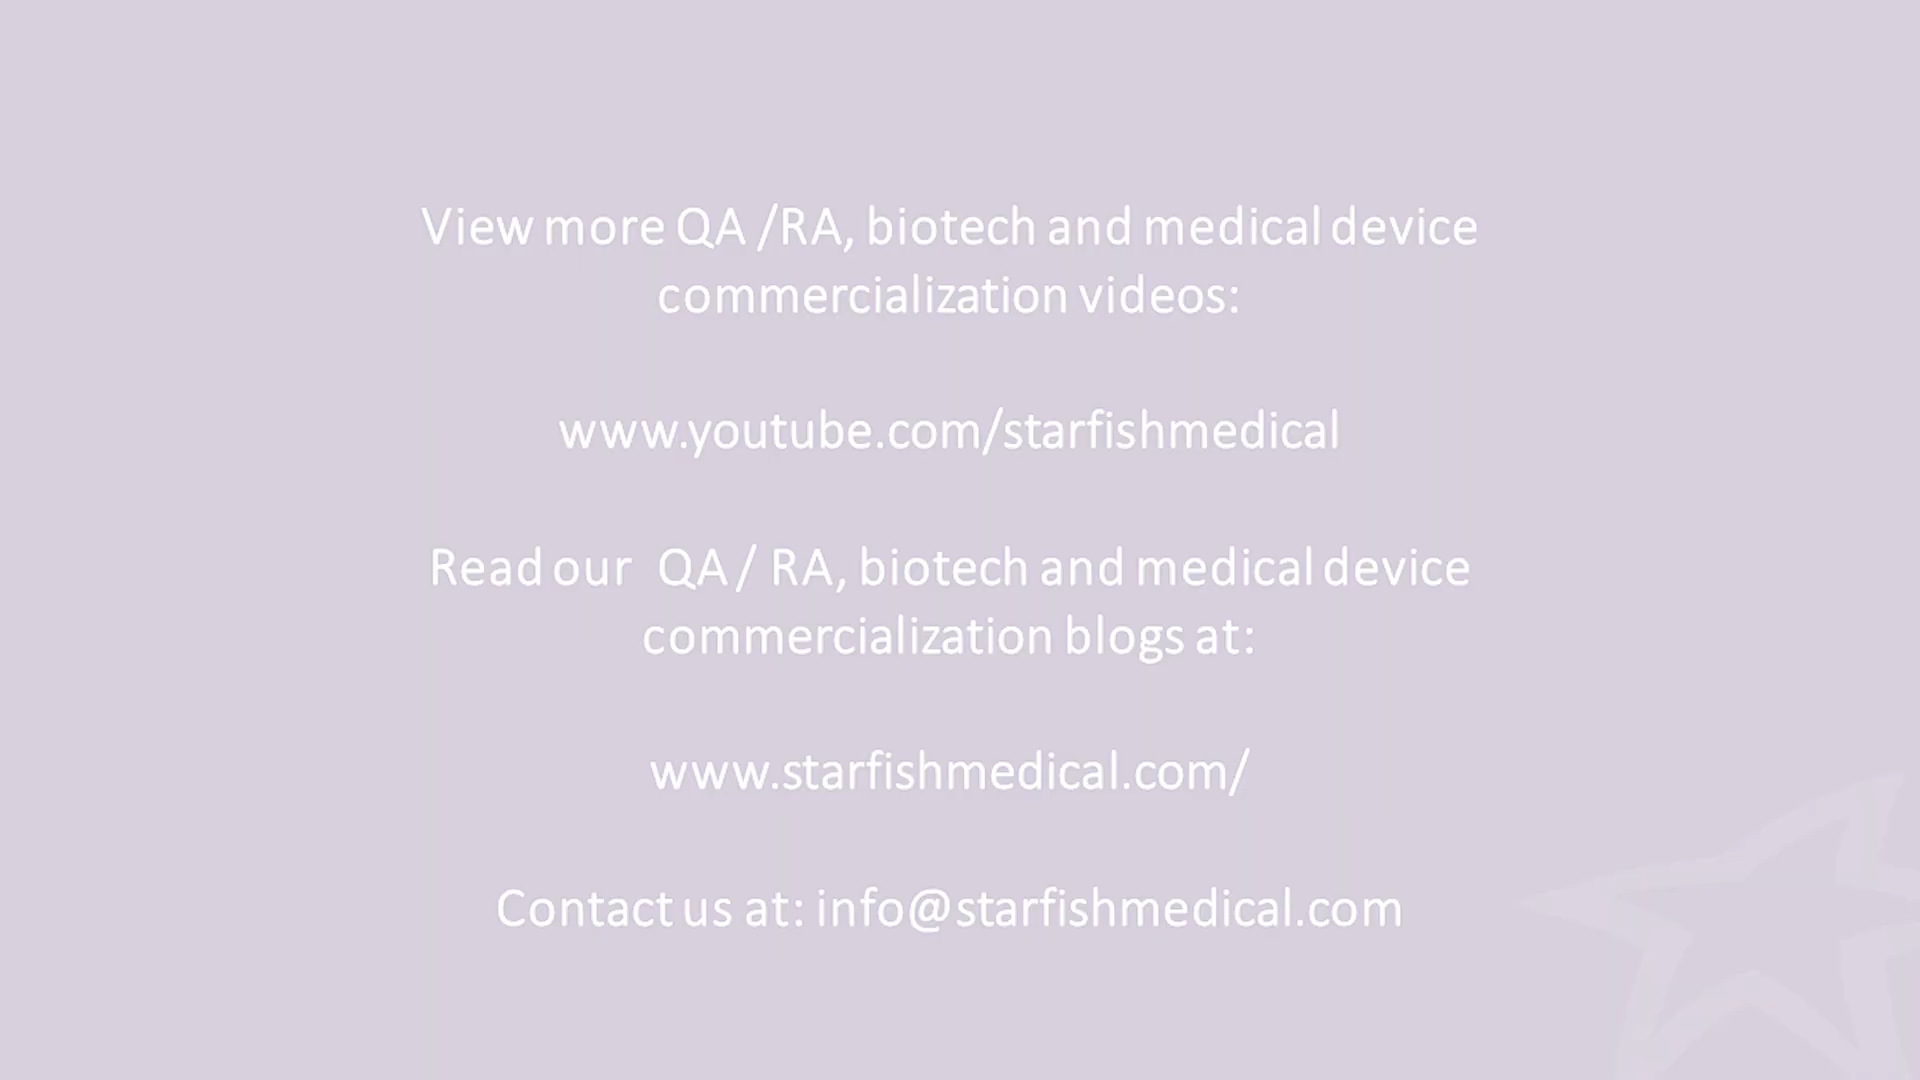 View more QA /RA, biotech and medical device
commercialization videos:
www.youtube.com/starfishmedical
Read our  QA / RA, biotech and medical device
commercialization blogs at:
www.starfishmedical.com/
Contact us at: info@starfishmedical.com